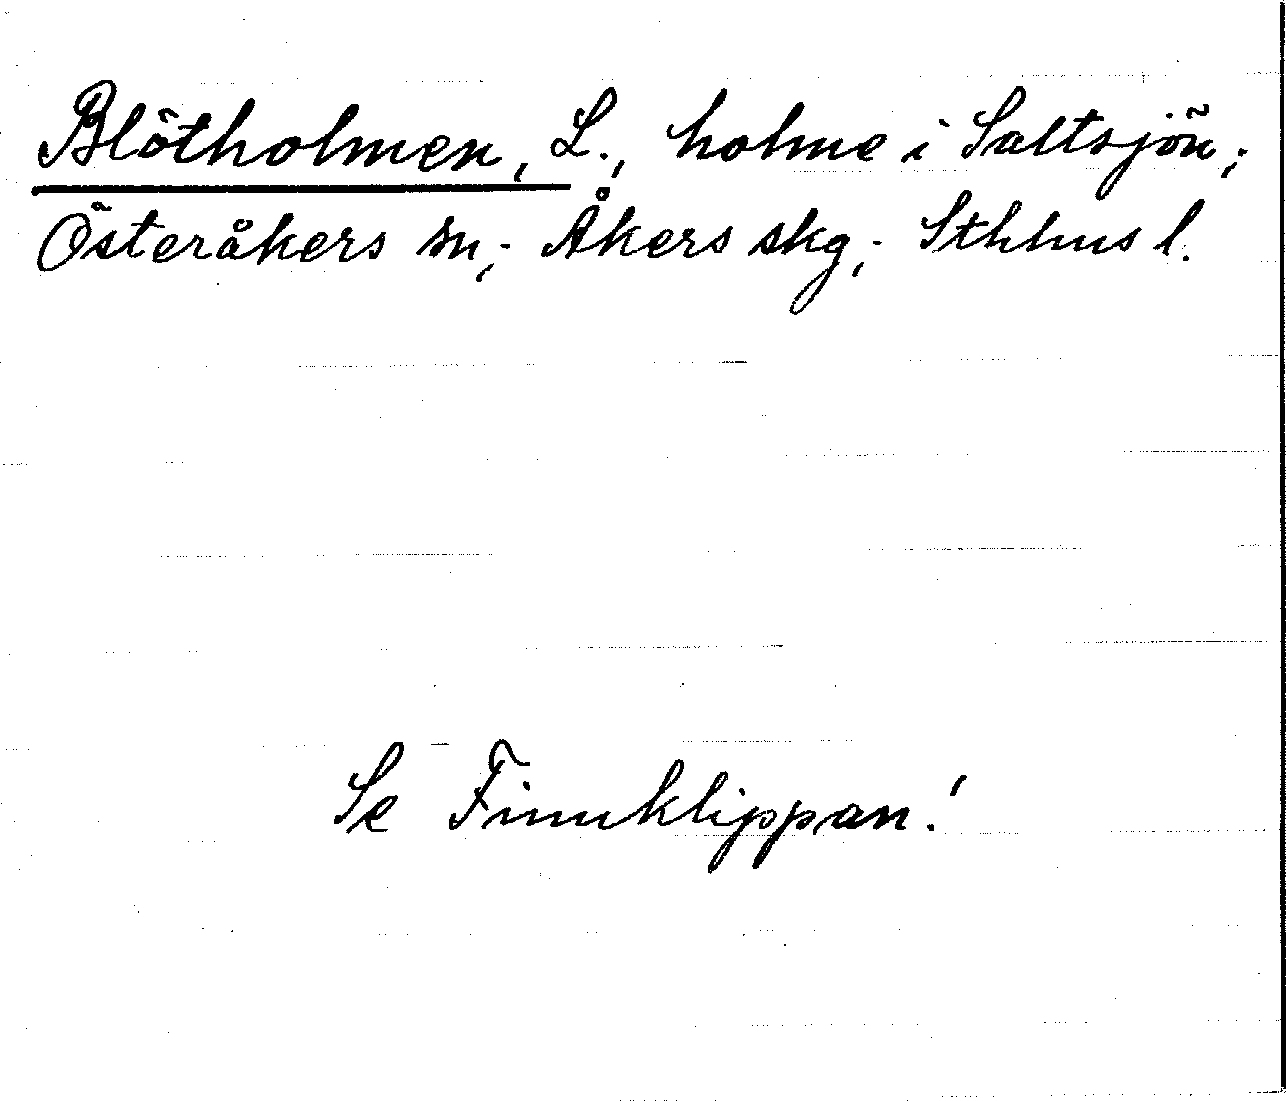 Blötholmen, L., holme i Saltsjön;
Österåkers sn; Åkers skg; Sthlms l.
Se Finnklippan!